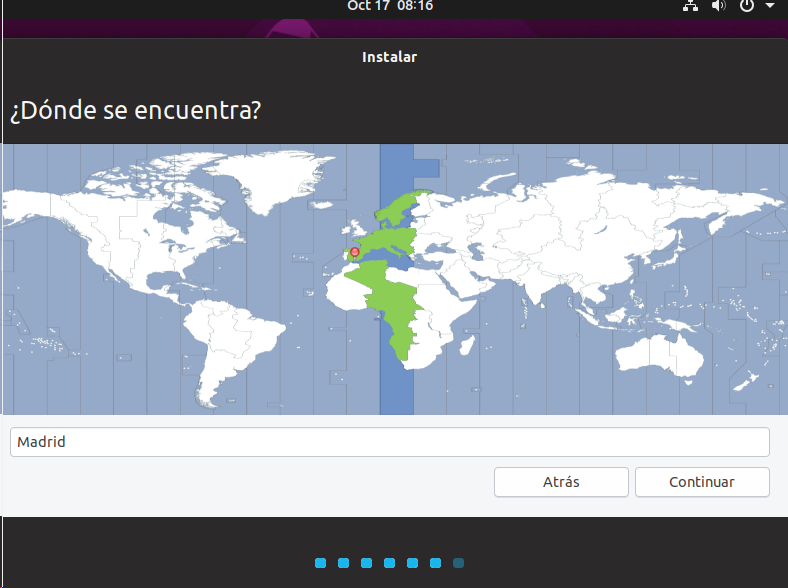 Oct 17 08:16
Instalar
¿Dónde se encuentra?
Madrid
Atrás
Continuar